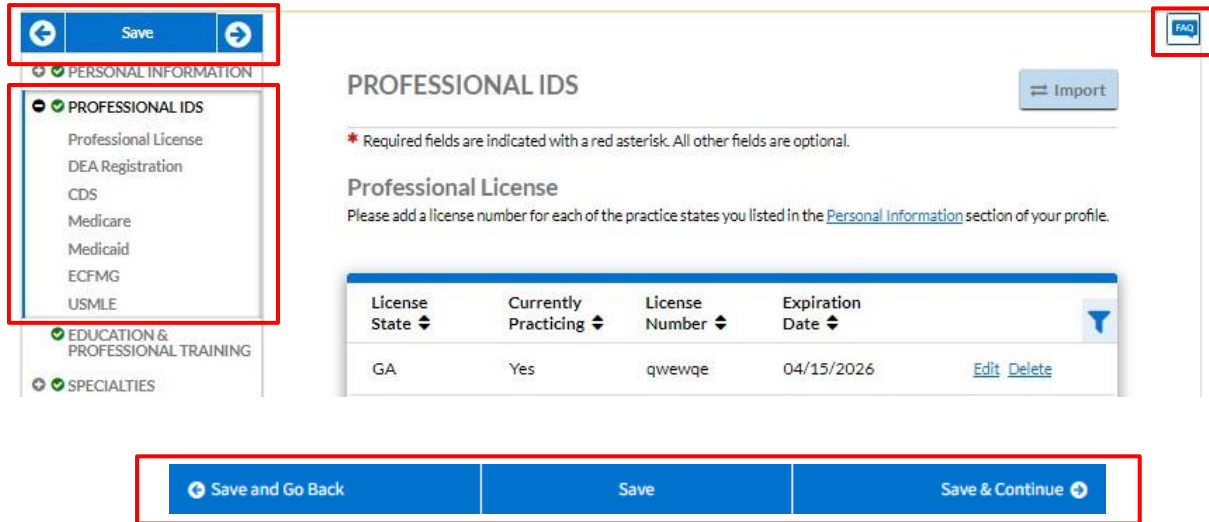 Save
FAQ
PERSONAL INFORMATION
PROFESSIONAL IDS
Professional License
DEA Registration
CDS
Medicare
Medicaid
ECFMG
USMLE
EDUCATION &
PROFESSIONAL TRAINING
SPECIALTIES
PROFESSIONAL IDS
Import
* Required fields are indicated with a red asterisk. All other fields are optional.
Professional License
Please add a license number for each of the practice states you listed in the Personal Information section of your profile.
License State Currently Practicing License Number Expiration Date
GA Yes qwewqe 04/15/2026 Edit Delete
Save and Go Back Save Save & Continue